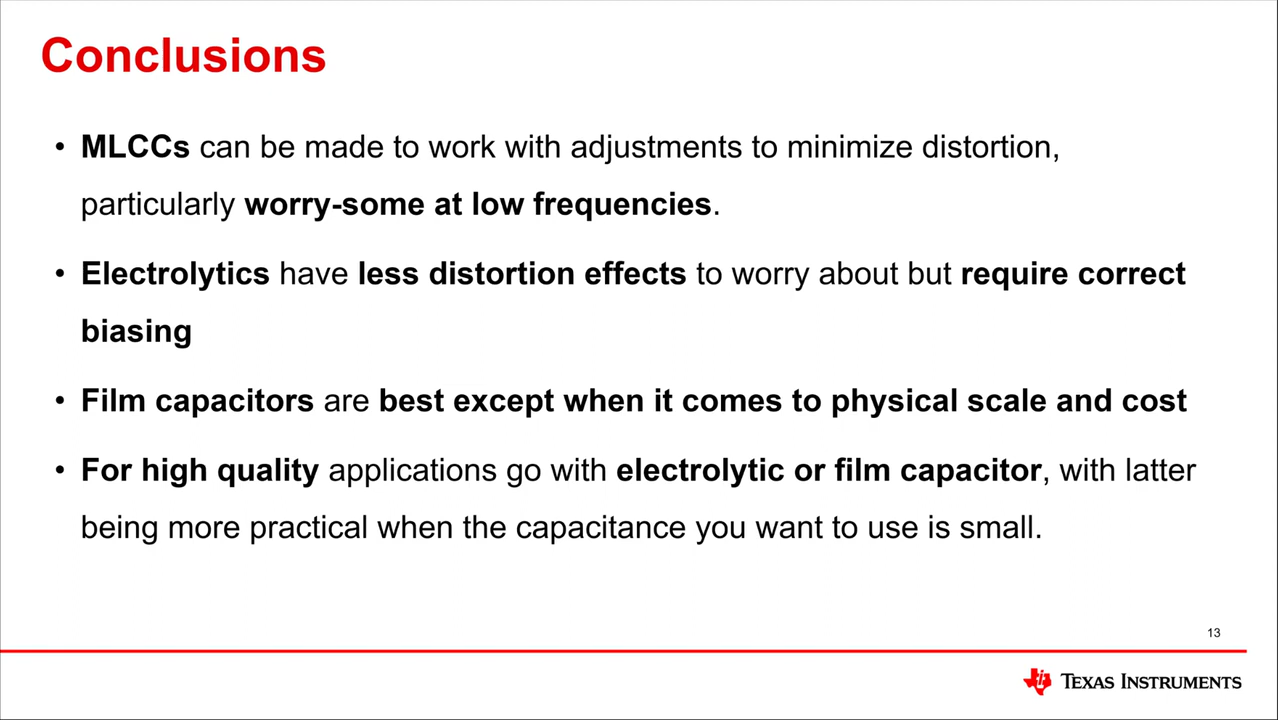 Conclusions
• MLCCs can be made to work with adjustments to minimize distortion,
particularly worry-some at low frequencies.
• Electrolytics have less distortion effects to worry about but require correct
biasing
• Film capacitors are best except when it comes to physical scale and cost
• For high quality applications go with electrolytic or film capacitor, with latter
being more practical when the capacitance you want to use is small.
13
TEXAS INSTRUMENTS